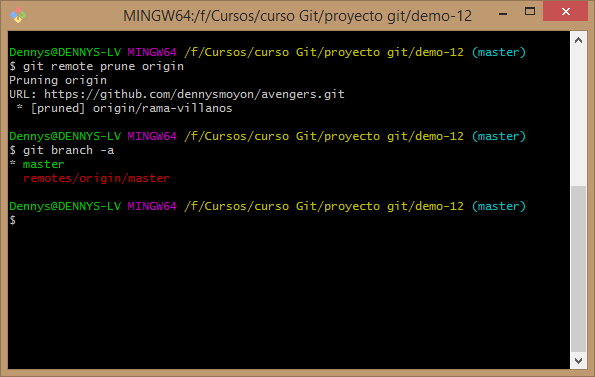 MINGW64:/f/Cursos/curso Git/proyecto git/demo-12
Dennys@DENNYS-LV MINGW64 /f/Cursos/curso Git/proyecto git/demo-12 (master)
$ git remote prune origin
Pruning origin
URL: https://github.com/dennysmoyon/avengers.git
 * [pruned] origin/rama-villanos
Dennys@DENNYS-LV MINGW64 /f/Cursos/curso Git/proyecto git/demo-12 (master)
$ git branch -a
* master
  remotes/origin/master
Dennys@DENNYS-LV MINGW64 /f/Cursos/curso Git/proyecto git/demo-12 (master)
$